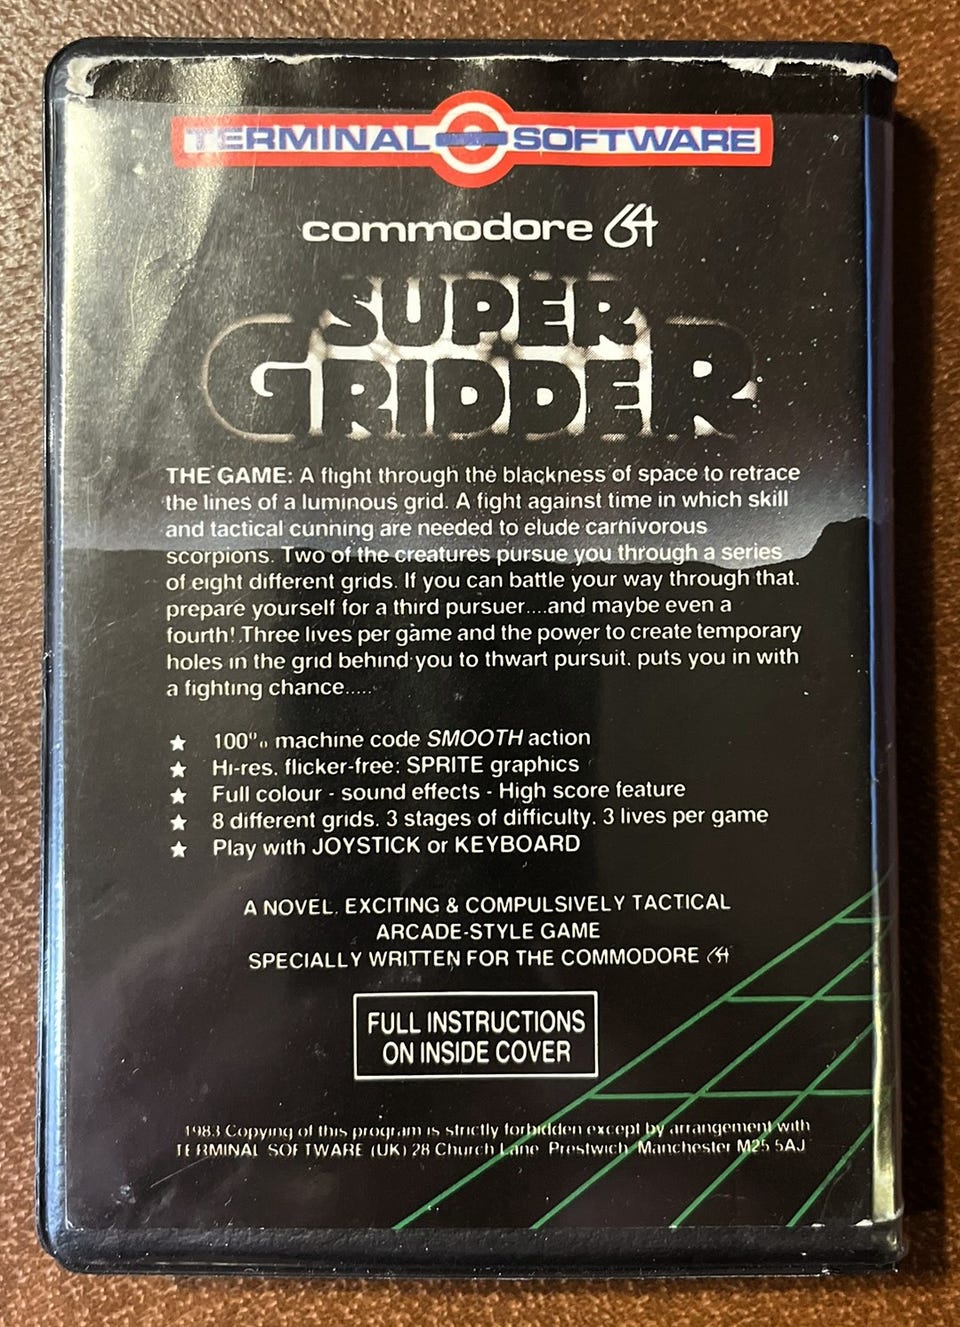 TERMINAL SOFTWARE
commodore 64
SUPER
GRIDDER
THE GAME: A flight through the blackness of space to retrace
the lines of a luminous grid. A fight against time in which skill
and tactical cunning are needed to elude carnivorous
scorpions. Two of the creatures pursue you through a series
of eight different grids. If you can battle your way through that,
prepare yourself for a third pursuer....and maybe even a
fourth! Three lives per game and the power to create temporary
holes in the grid behind you to thwart pursuit, puts you in with
a fighting chance.....
★ 100% machine code SMOOTH action
★ Hi-res, flicker-free: SPRITE graphics
★ Full colour - sound effects - High score feature
★ 8 different grids, 3 stages of difficulty, 3 lives per game
★ Play with JOYSTICK or KEYBOARD
A NOVEL, EXCITING & COMPULSIVELY TACTICAL
ARCADE-STYLE GAME
SPECIALLY WRITTEN FOR THE COMMODORE 64
FULL INSTRUCTIONS
ON INSIDE COVER
1983 Copying of this program is strictly forbidden except by arrangement with
TERMINAL SOFTWARE (UK) 28 Church Lane Prestwich Manchester M25 5AJ